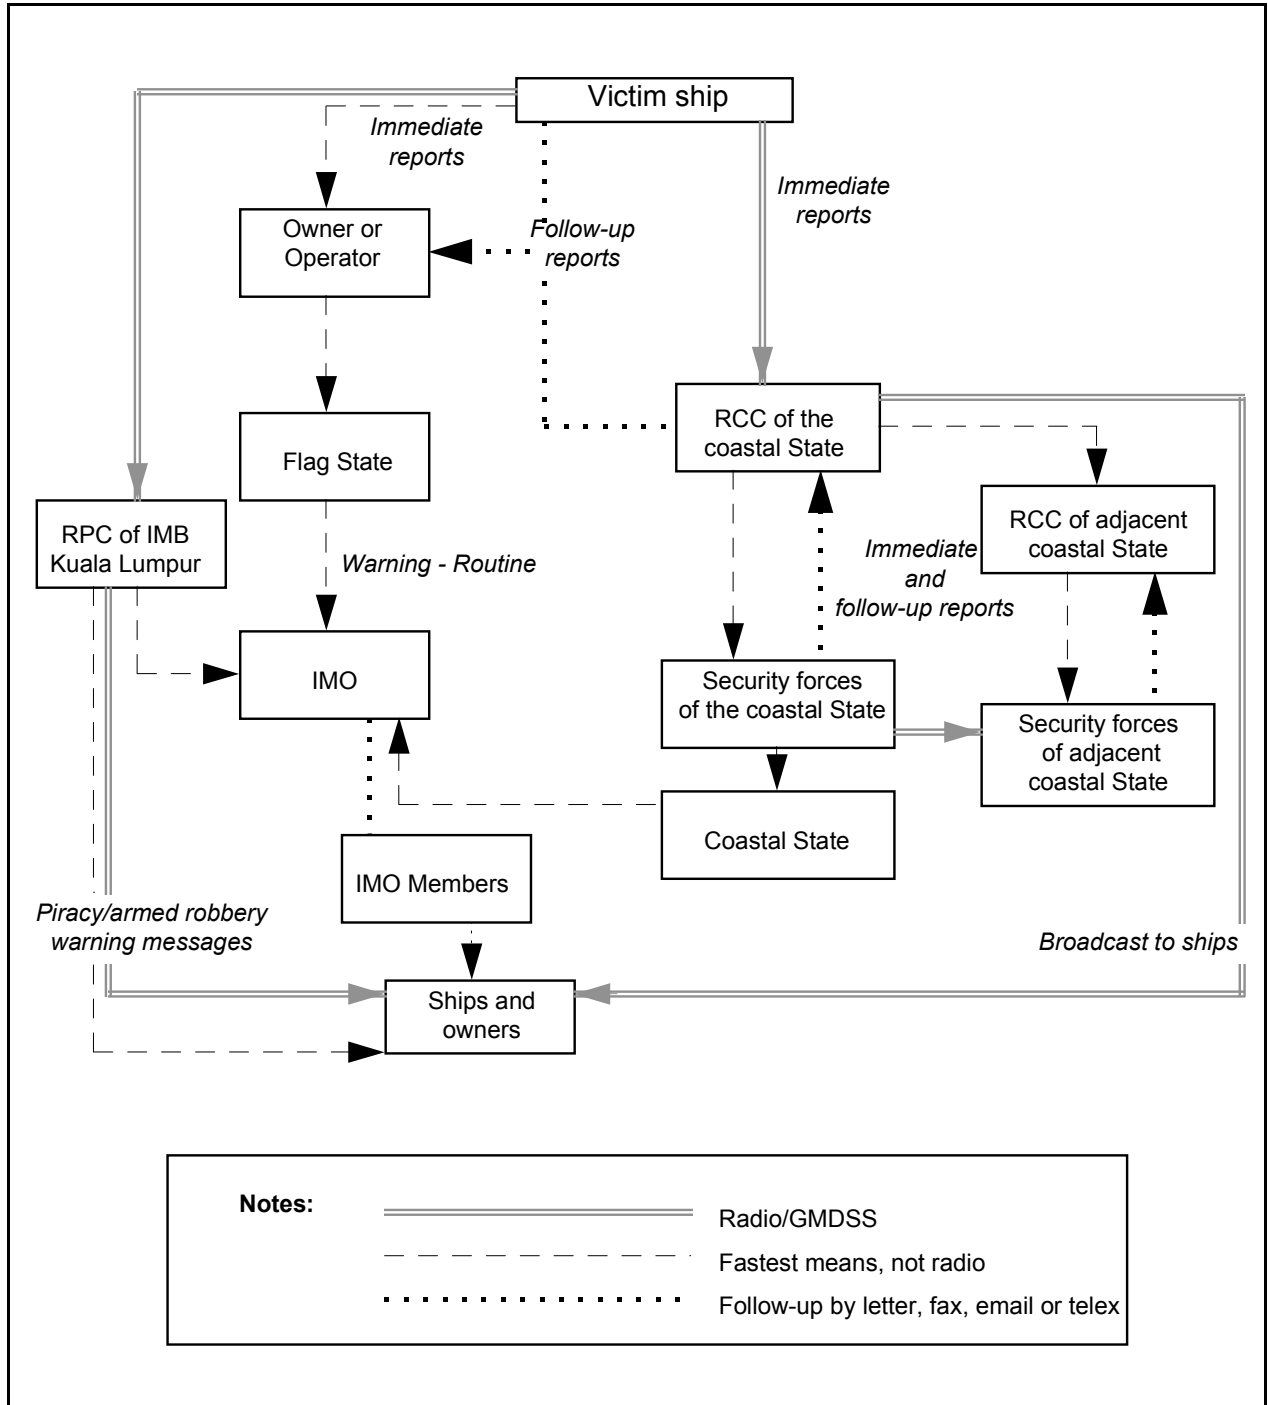 Victim ship
Immediate
reports
Immediate
reports
Owner or
Operator
Follow-up
reports
RCC of the
coastal State
Flag State
RPC of IMB
Kuala Lumpur
RCC of adjacent
coastal State
Warning - Routine
Immediate
and
follow-up reports
IMO
Security forces
of the coastal State
Security forces
of adjacent
coastal State
Coastal State
IMO Members
Piracy/armed robbery
warning messages
Broadcast to ships
Ships and
owners
Notes:
Radio/GMDSS
Fastest means, not radio
Follow-up by letter, fax, email or telex